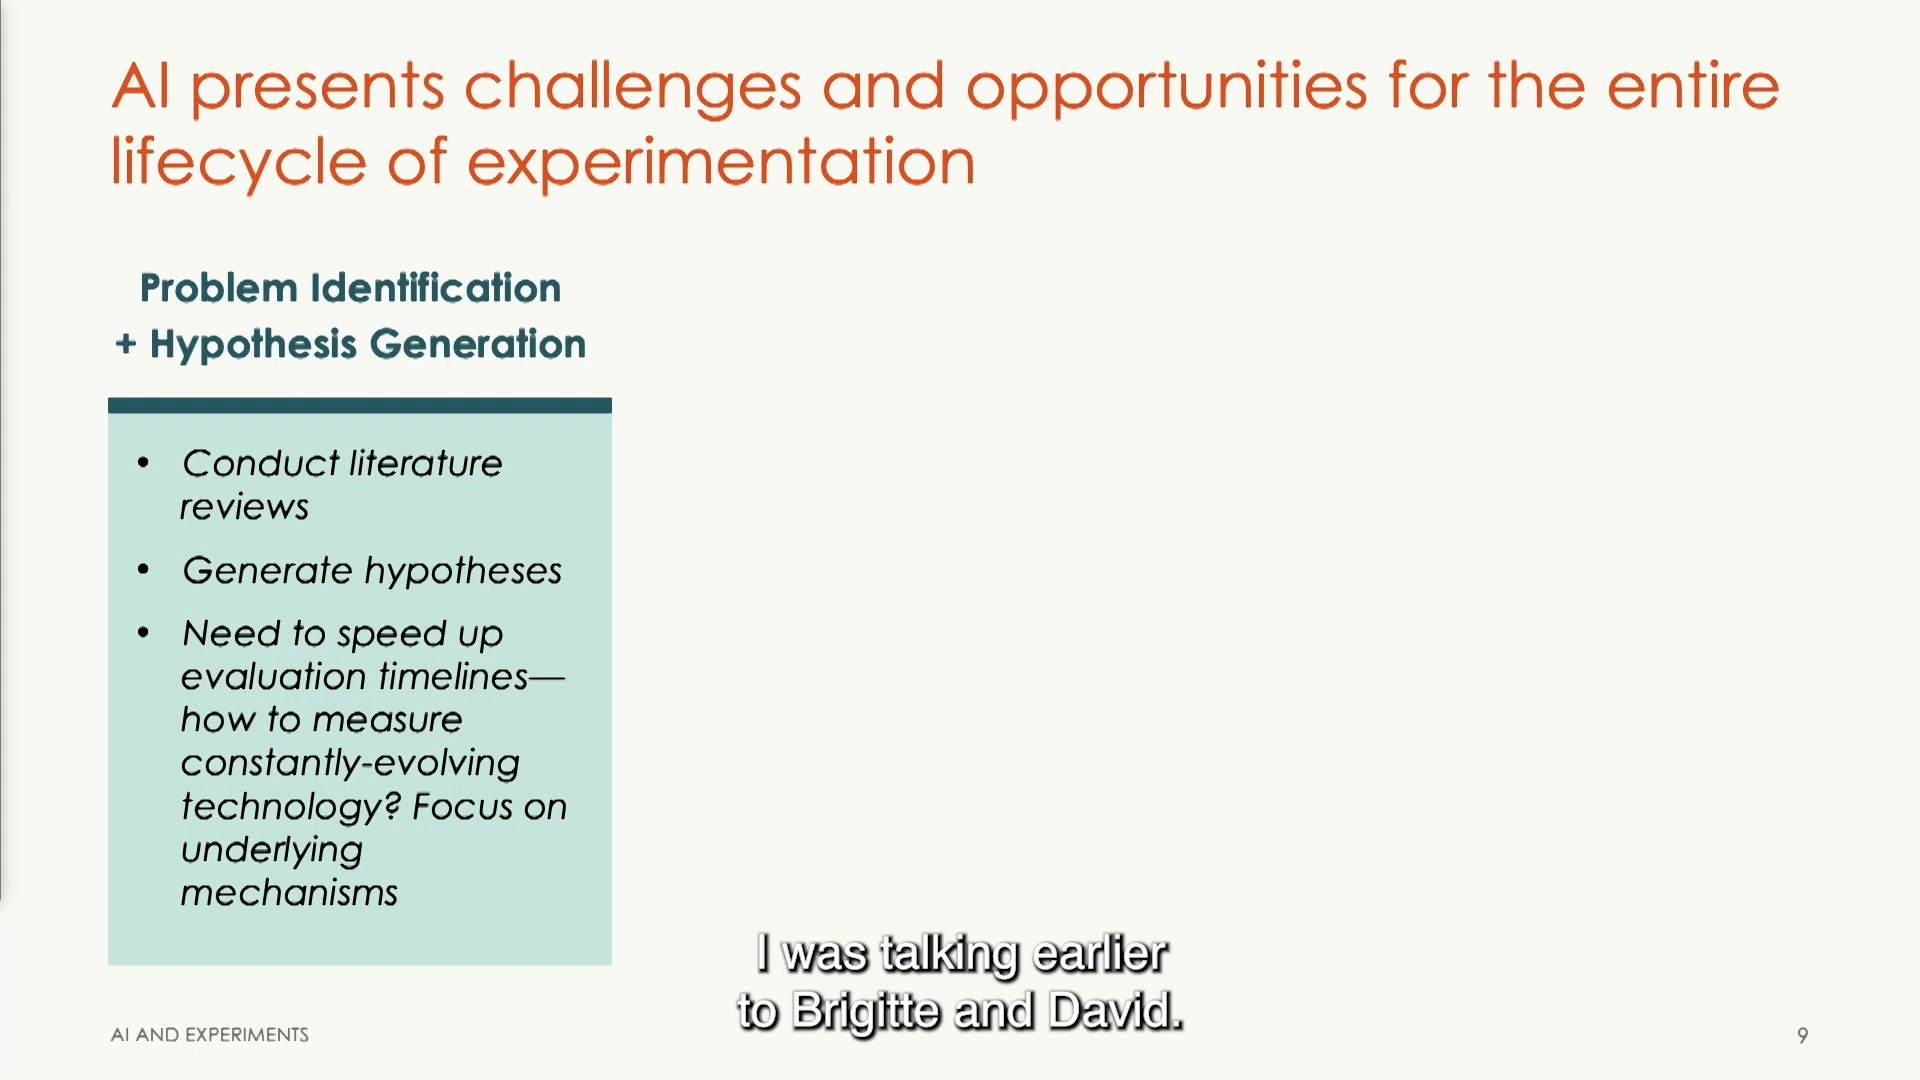 AI presents challenges and opportunities for the entire
lifecycle of experimentation
Problem Identification
+ Hypothesis Generation
• Conduct literature
reviews
• Generate hypotheses
• Need to speed up
evaluation timelines—
how to measure
constantly-evolving
technology? Focus on
underlying
mechanisms
I was talking earlier
to Brigitte and David.
AI AND EXPERIMENTS
9